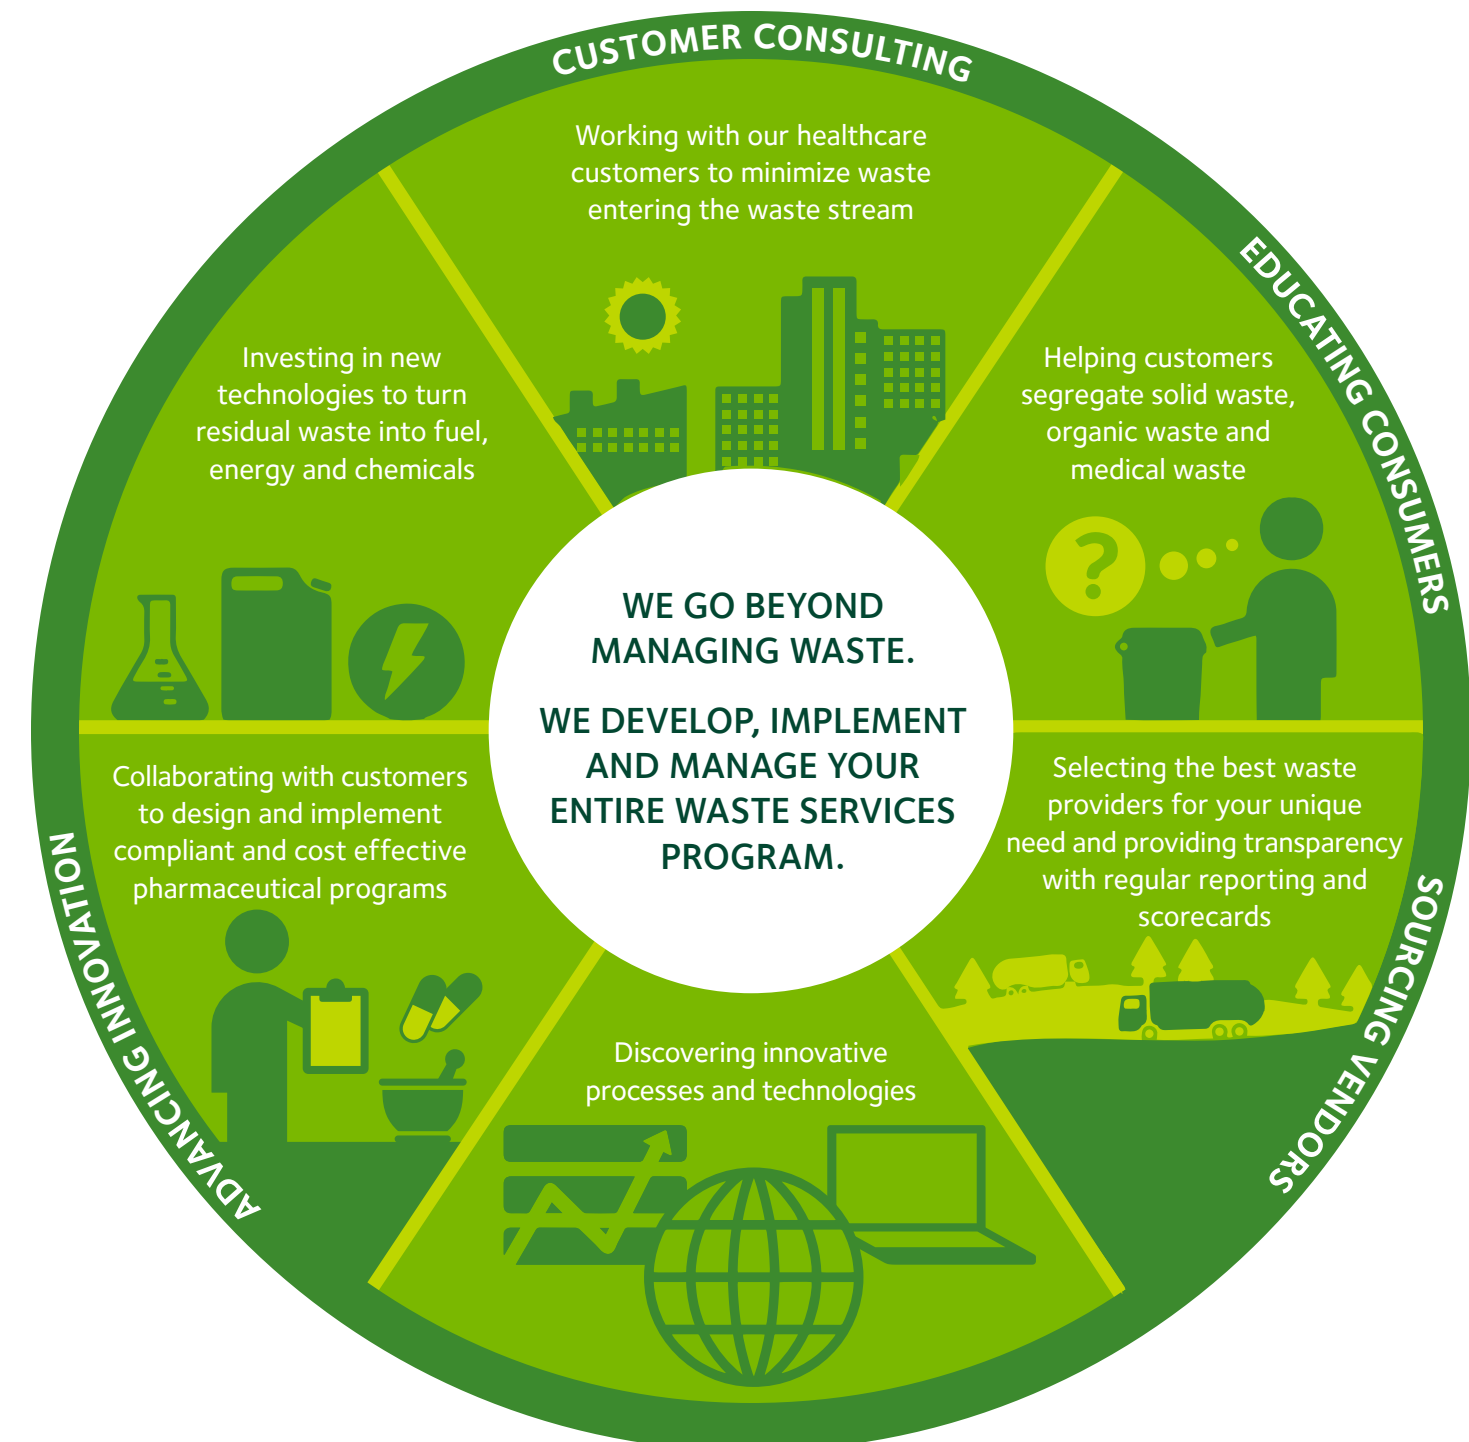 CUSTOMER CONSULTING
Working with our healthcare
customers to minimize waste
entering the waste stream
EDUCATING CONSUMERS
Helping customers
segregate solid waste,
organic waste and
medical waste
?
SOURCING VENDORS
Selecting the best waste
providers for your unique
need and providing transparency
with regular reporting and
scorecards
Discovering innovative
processes and technologies
ADVANCING INNOVATION
Collaborating with customers
to design and implement
compliant and cost effective
pharmaceutical programs
Investing in new
technologies to turn
residual waste into fuel,
energy and chemicals
WE GO BEYOND
MANAGING WASTE.
WE DEVELOP, IMPLEMENT
AND MANAGE YOUR
ENTIRE WASTE SERVICES
PROGRAM.